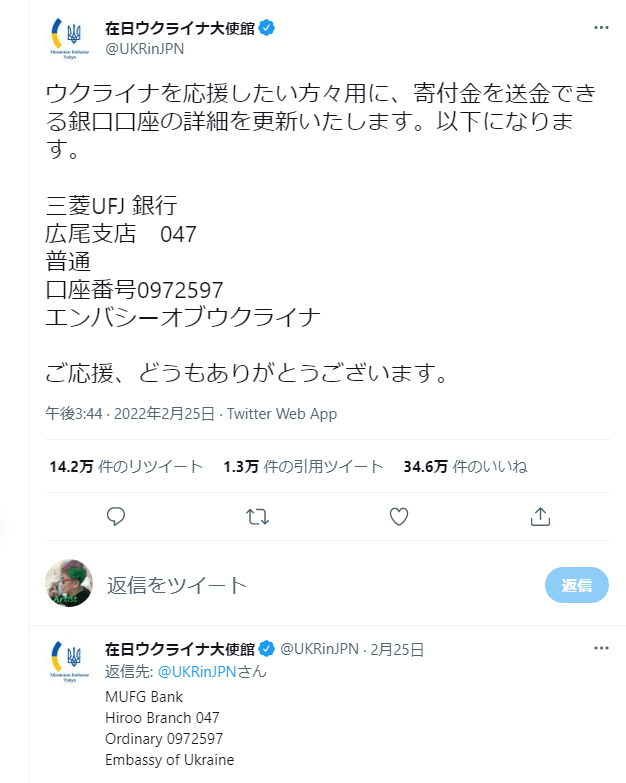 在日ウクライナ大使館
@UKRinJPN
Ukrainian Embassy
Tokyo
ウクライナを応援したい方々用に、寄付金を送金でき
る銀口口座の詳細を更新いたします。以下になりま
す。
三菱UFJ 銀行
広尾支店　047
普通
口座番号0972597
エンバシーオブウクライナ
ご応援、どうもありがとうございます。
午後3:44 · 2022年2月25日 · Twitter Web App
14.2万 件のリツイート 1.3万 件の引用ツイート 34.6万 件のいいね
Artist
返信をツイート
返信
在日ウクライナ大使館 @UKRinJPN · 2月25日
Ukrainian Embassy
Tokyo
返信先: @UKRinJPNさん
MUFG Bank
Hiroo Branch 047
Ordinary 0972597
Embassy of Ukraine